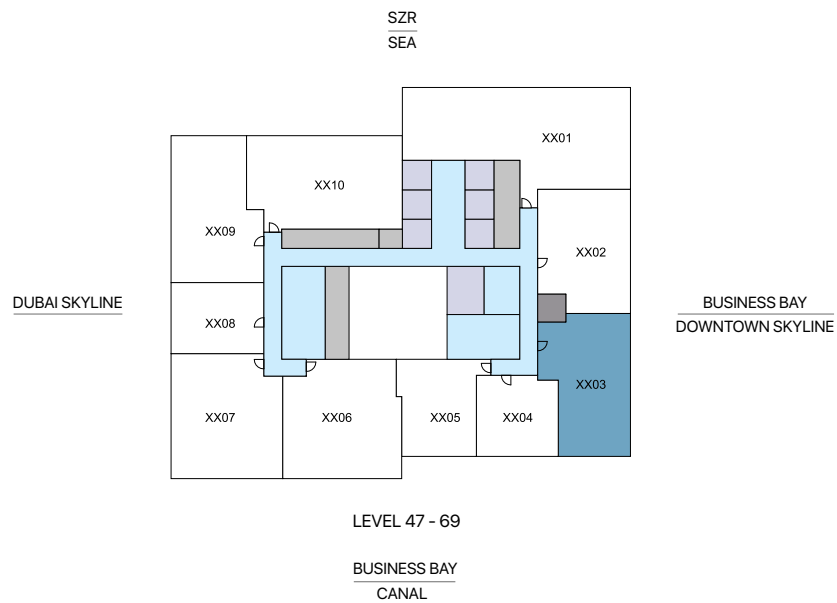 SZR
SEA
XX01
XX10
XX09
XX02
DUBAI SKYLINE
BUSINESS BAY
DOWNTOWN SKYLINE
XX08
XX03
XX07
XX06
XX05
XX04
LEVEL 47 - 69
BUSINESS BAY
CANAL